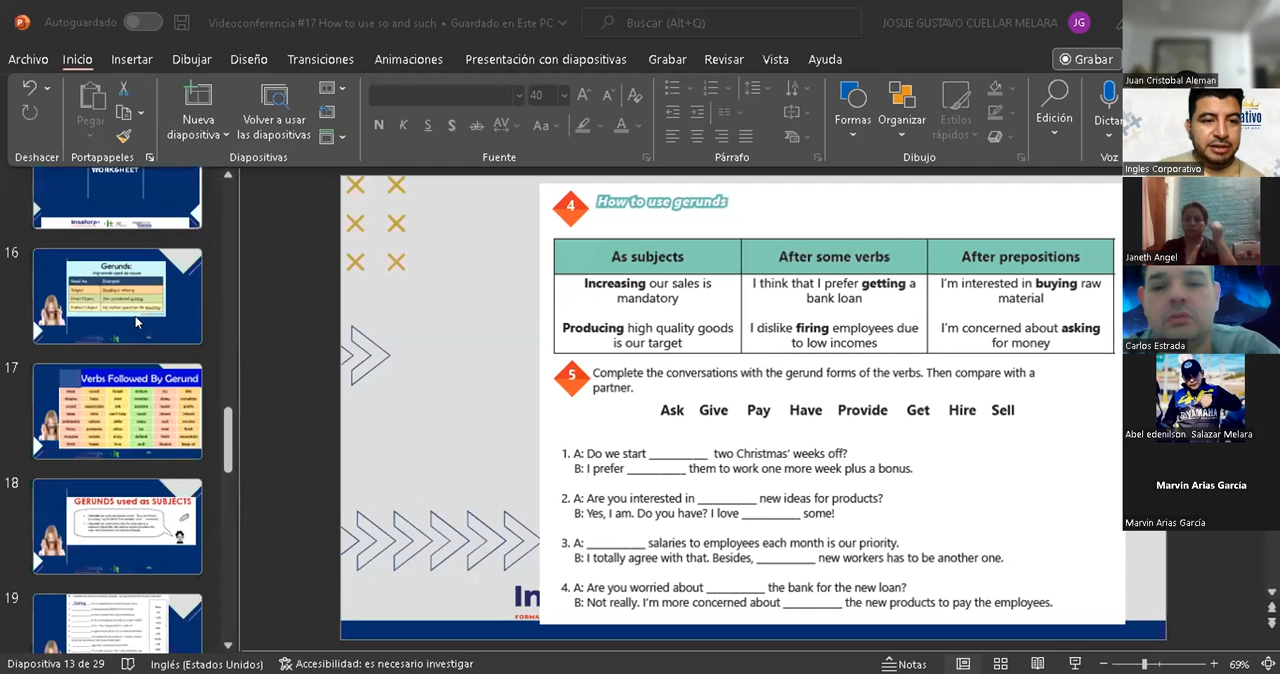 Autoguardado
Videoconferencia #17 How to use so and such • Guardado en Este PC
Buscar (Alt+Q)
JOSUE GUSTAVO CUELLAR MELARA
JG
Archivo Inicio Insertar Dibujar Diseño Transiciones Animaciones Presentación con diapositivas Grabar Revisar Vista Ayuda
Grabar
Pegar
Nueva diapositiva
Volver a usar las diapositivas
40
N K S S ab AV Aa A
Formas
Organizar
Estilos rápidos
Edición
Dictar
Deshacer
Portapapeles
Diapositivas
Fuente
Párrafo
Dibujo
Voz
WORKSHEET
16
Gerunds:
17
Verbs Followed By Gerund
18
GERUNDS used as SUBJECTS
19
4
How to use gerunds
As subjects After some verbs After prepositions
Increasing our sales is mandatory
I think that I prefer getting a bank loan
I'm interested in buying raw material
Producing high quality goods is our target
I dislike firing employees due to low incomes
I'm concerned about asking for money
5
Complete the conversations with the gerund forms of the verbs. Then compare with a
partner.
Ask Give Pay Have Provide Get Hire Sell
1. A: Do we start __________ two Christmas' weeks off?
B: I prefer __________ them to work one more week plus a bonus.
2. A: Are you interested in __________ new ideas for products?
B: Yes, I am. Do you have? I love __________ one!
3. A: __________ salaries to employees each month is our priority.
B: I totally agree with that. Besides, __________ new workers has to be another one.
4. A: Are you worried about __________ the bank for the new loan?
B: Not really. I'm more concerned about __________ the new products to pay the employees.
In
Juan Cristobal Aleman
Ingles Corporativo
Janeth Angel
Carlos Estrada
YAMAHA
Abel edenilson Salazar Melara
Marvin Arias García
Marvin Arias García
Diapositiva 13 de 29
Inglés (Estados Unidos)
Accesibilidad: es necesario investigar
Notas
69%